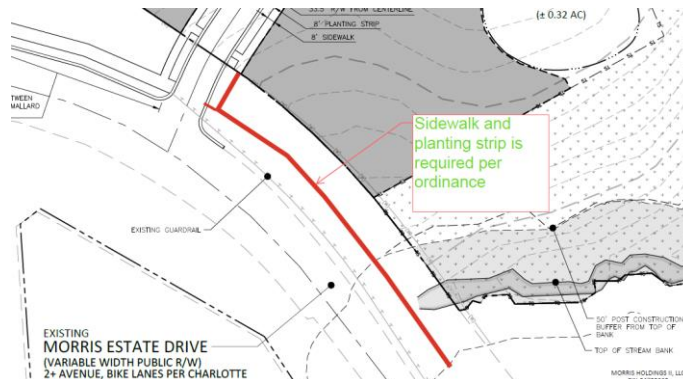 33.5' R/W FROM CENTERLINE
8' PLANTING STRIP
8' SIDEWALK
(± 0.32 AC)
TWEEN
MALLARD
Sidewalk and
planting strip is
required per
ordinance
EXISTING GUARDRAIL
EXISTING
MORRIS ESTATE DRIVE
(VARIABLE WIDTH PUBLIC R/W)
2+ AVENUE, BIKE LANES PER CHARLOTTE
50' POST CONSTRUCTION
BUFFER FROM TOP OF
BANK
TOP OF STREAM BANK
MORRIS HOLDINGS II, LLC